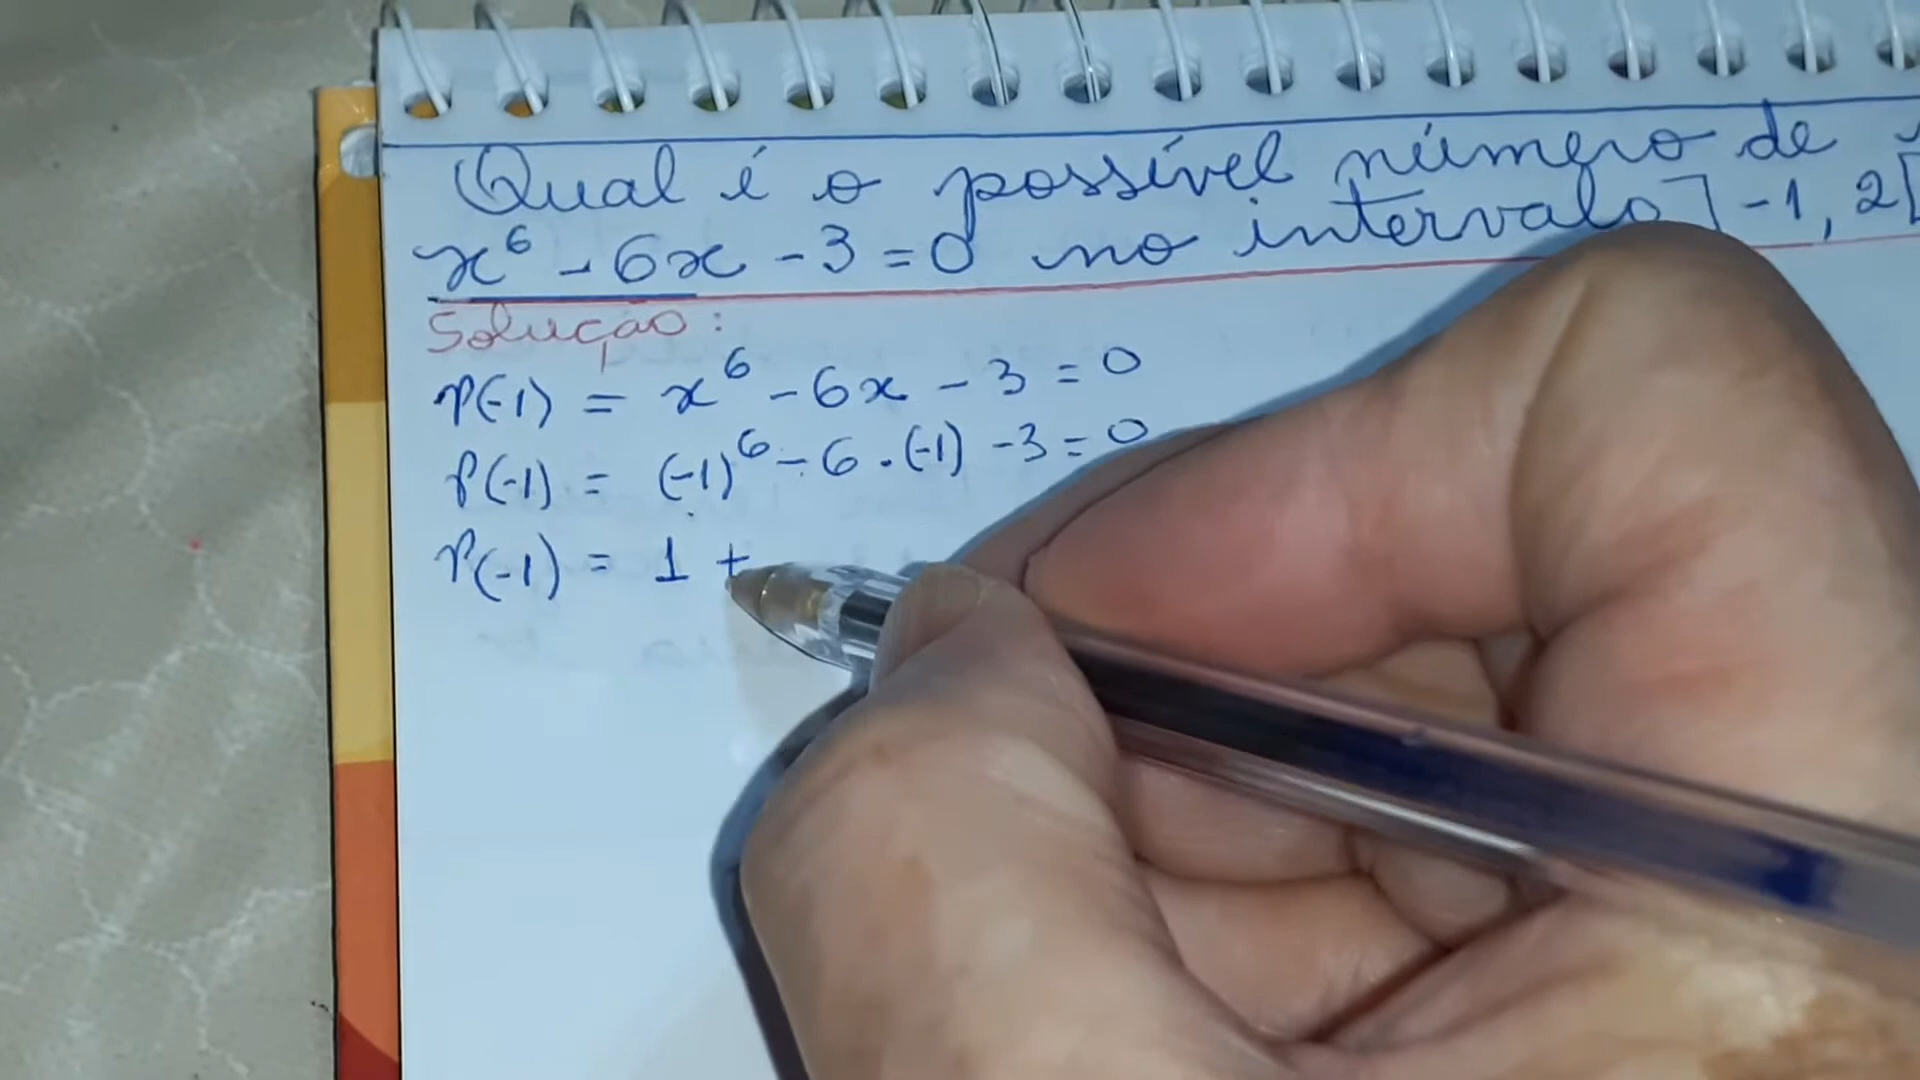 Qual é o possível número de
x⁶ - 6x - 3 = 0 no intervalo ]-1, 2[
Solução:
P(-1) = x⁶ - 6x - 3 = 0
P(-1) = (-1)⁶ - 6 . (-1) - 3 = 0
P(-1) = 1 +